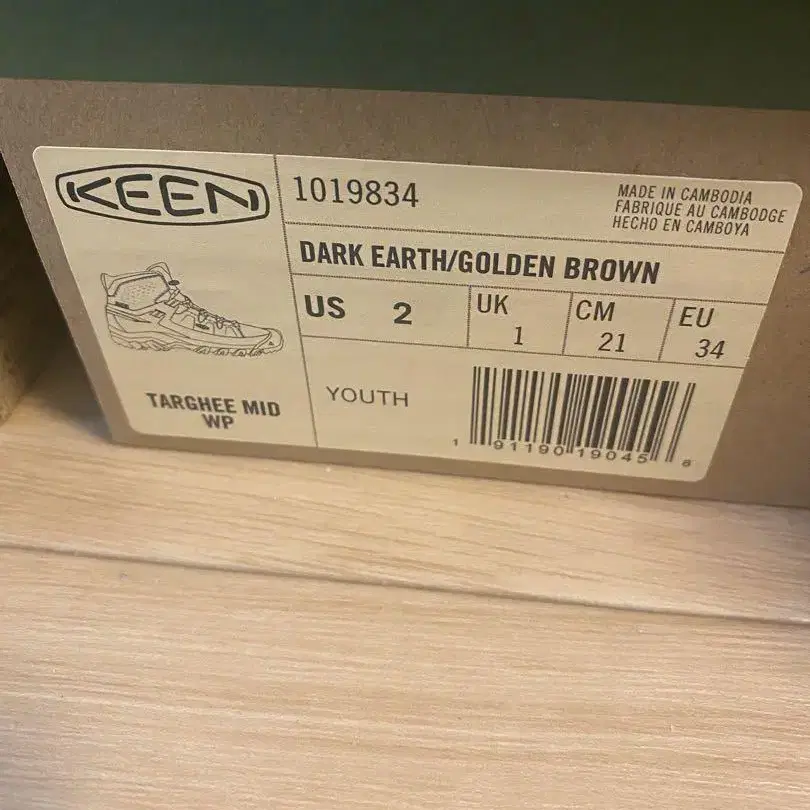 KEEN
1019834
MADE IN CAMBODIA
FABRIQUE AU CAMBODGE
HECHO EN CAMBOYA
DARK EARTH/GOLDEN BROWN
US 2
UK 1
CM 21
EU 34
TARGHEE MID
WP
YOUTH
1 91190 19045 8